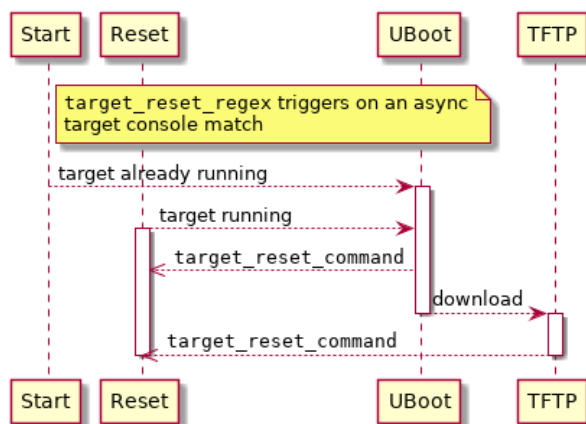 Start Reset UBoot TFTP
target_reset_regex triggers on an async
target console match
target already running
target running
target_reset_command
download
target_reset_command
Start Reset UBoot TFTP